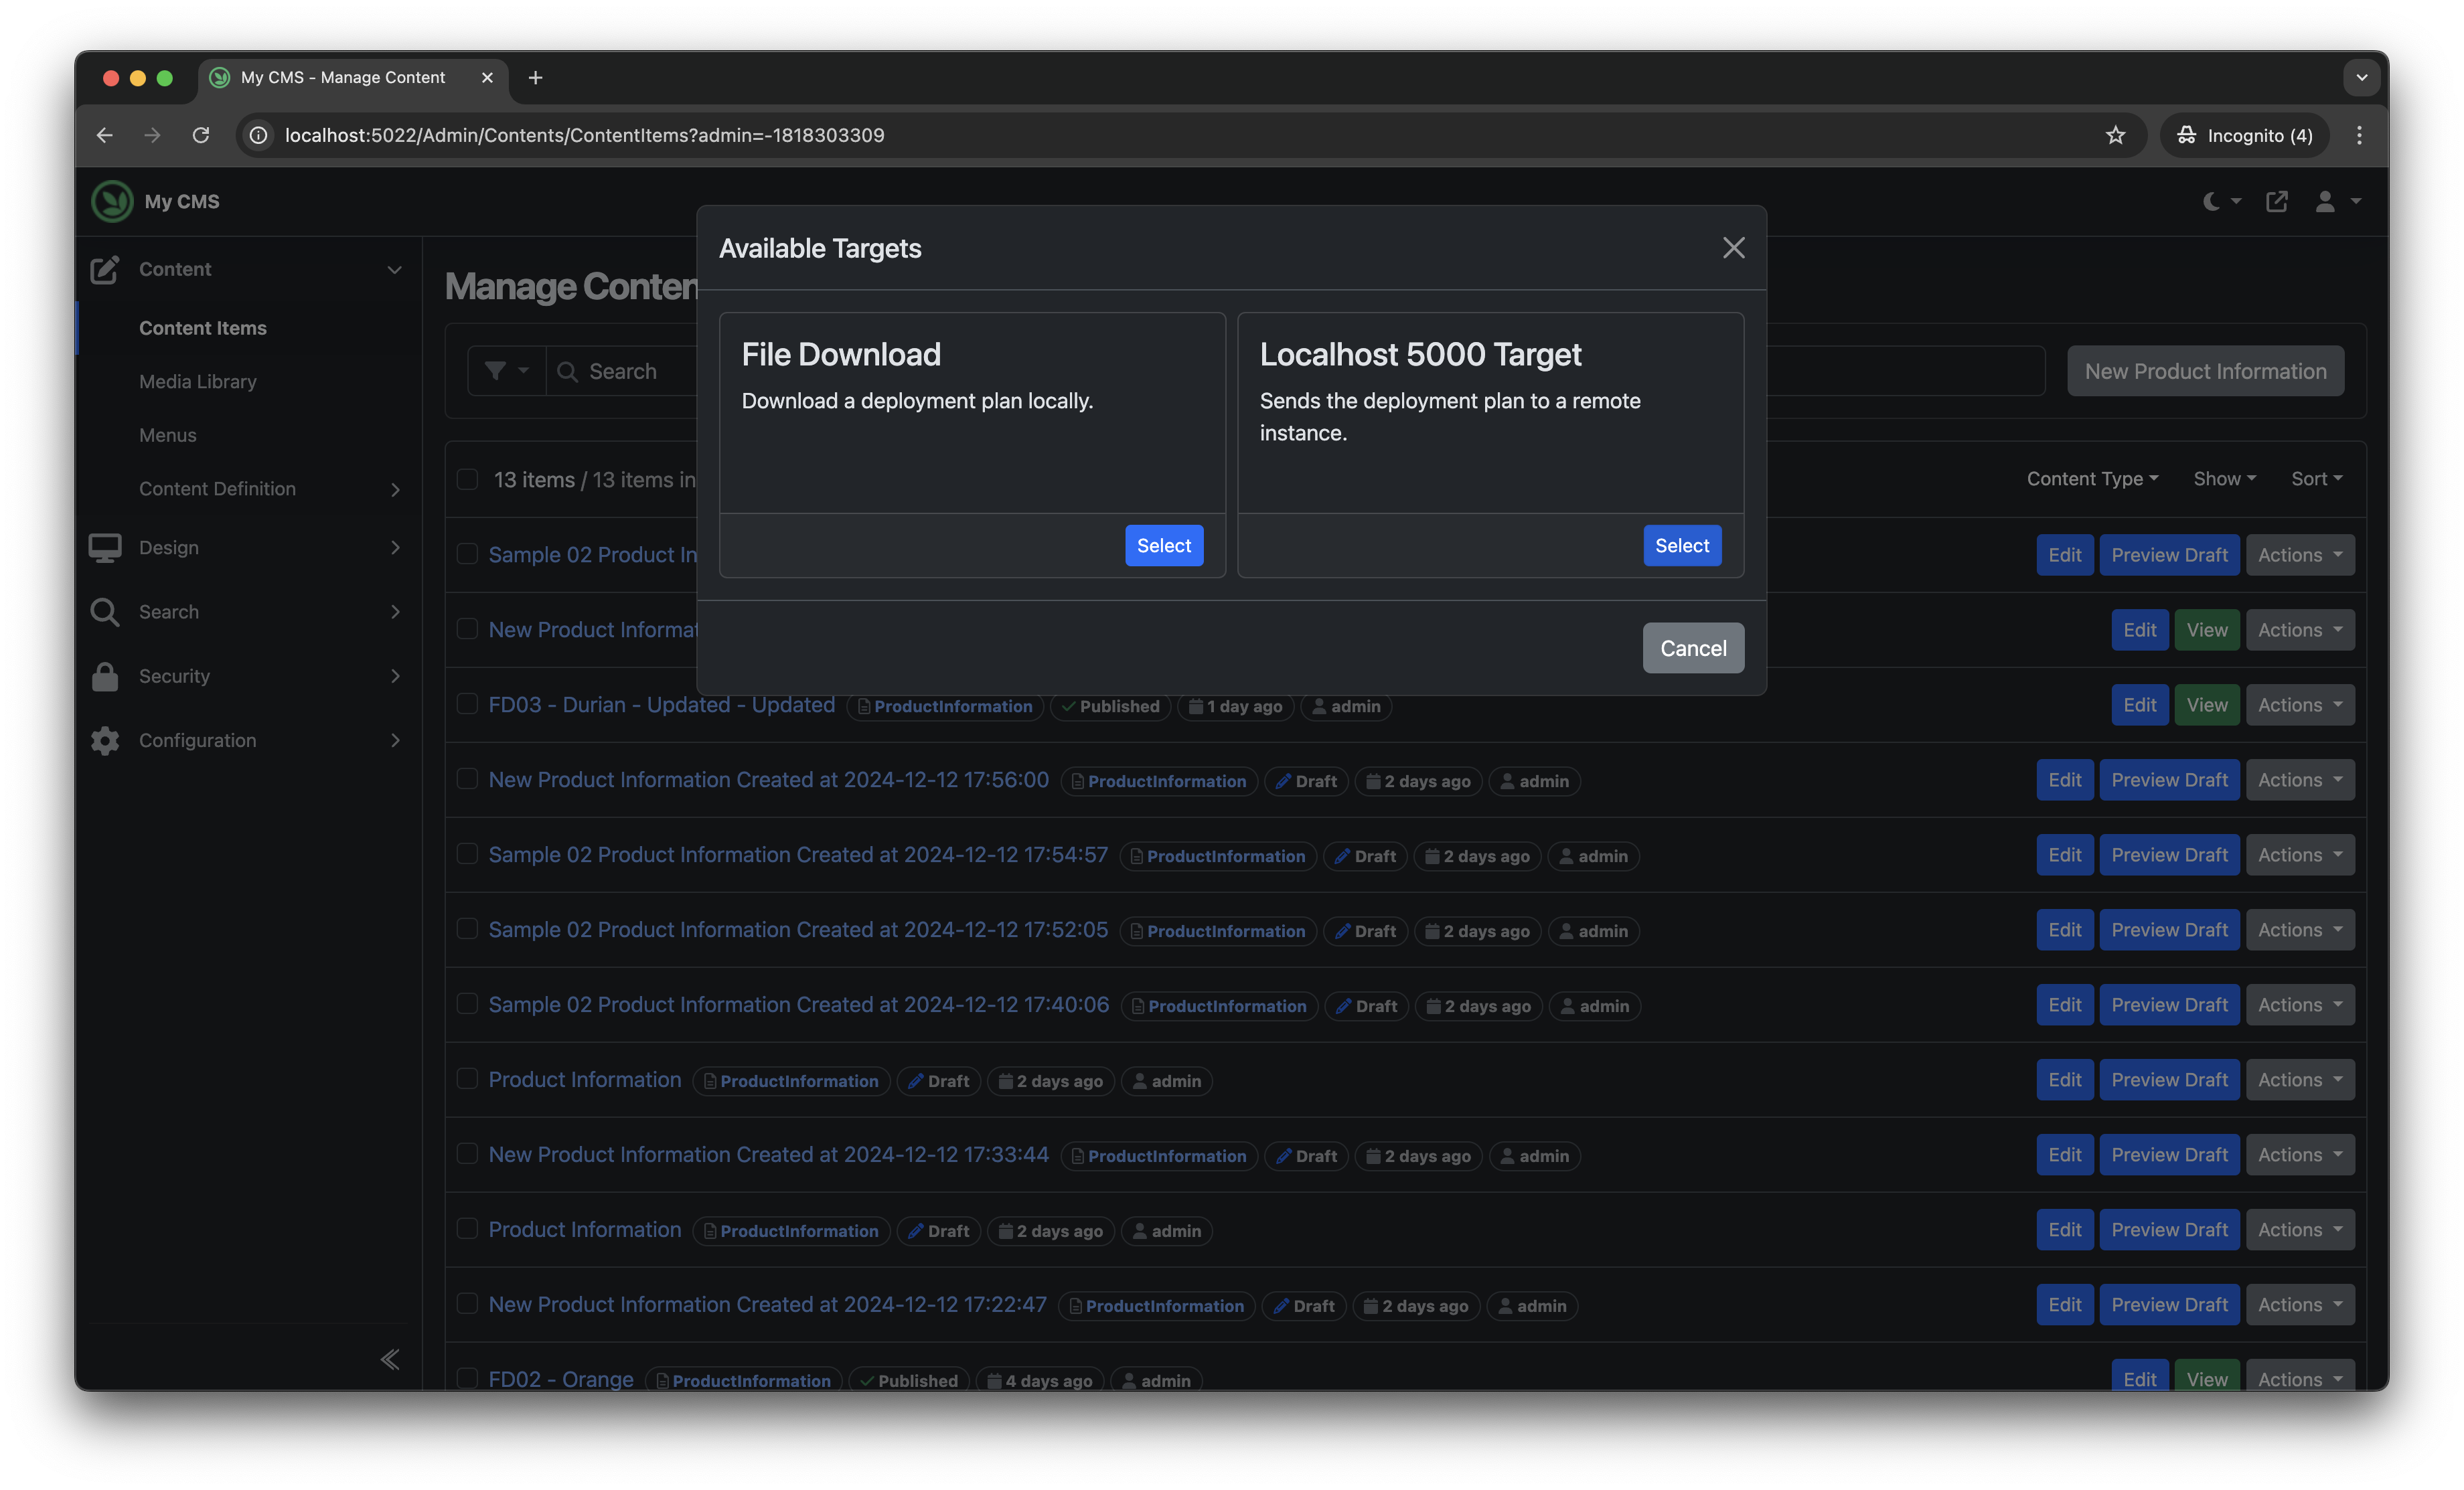 My CMS - Manage Content
localhost:5022/Admin/Contents/ContentItems?admin=-1818303309
Incognito (4)
My CMS
Content
Content Items
Media Library
Menus
Content Definition
Design
Search
Security
Configuration
Manage Conten
Search
New Product Information
13 items / 13 items in
Content Type
Show
Sort
Available Targets
File Download
Download a deployment plan locally.
Select
Localhost 5000 Target
Sends the deployment plan to a remote
instance.
Select
Cancel
Sample 02 Product In
Edit Preview Draft Actions
New Product Informat
Edit View Actions
FD03 - Durian - Updated - Updated ProductInformation Published 1 day ago admin Edit View Actions
New Product Information Created at 2024-12-12 17:56:00 ProductInformation Draft 2 days ago admin Edit Preview Draft Actions
Sample 02 Product Information Created at 2024-12-12 17:54:57 ProductInformation Draft 2 days ago admin Edit Preview Draft Actions
Sample 02 Product Information Created at 2024-12-12 17:52:05 ProductInformation Draft 2 days ago admin Edit Preview Draft Actions
Sample 02 Product Information Created at 2024-12-12 17:40:06 ProductInformation Draft 2 days ago admin Edit Preview Draft Actions
Product Information ProductInformation Draft 2 days ago admin Edit Preview Draft Actions
New Product Information Created at 2024-12-12 17:33:44 ProductInformation Draft 2 days ago admin Edit Preview Draft Actions
Product Information ProductInformation Draft 2 days ago admin Edit Preview Draft Actions
New Product Information Created at 2024-12-12 17:22:47 ProductInformation Draft 2 days ago admin Edit Preview Draft Actions
FD02 - Orange ProductInformation Published 4 days ago admin Edit View Actions